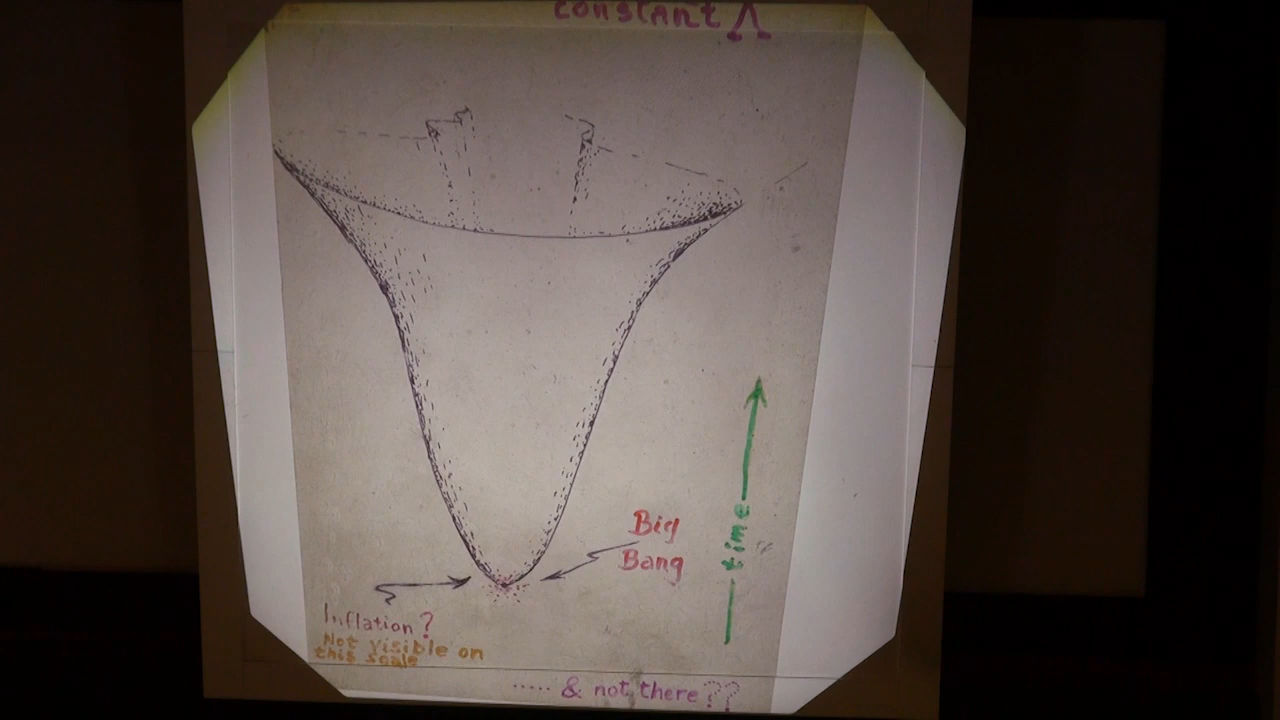 constant Λ
Big
Bang
time
Inflation?
Not visible on
this scale
..... & not there??